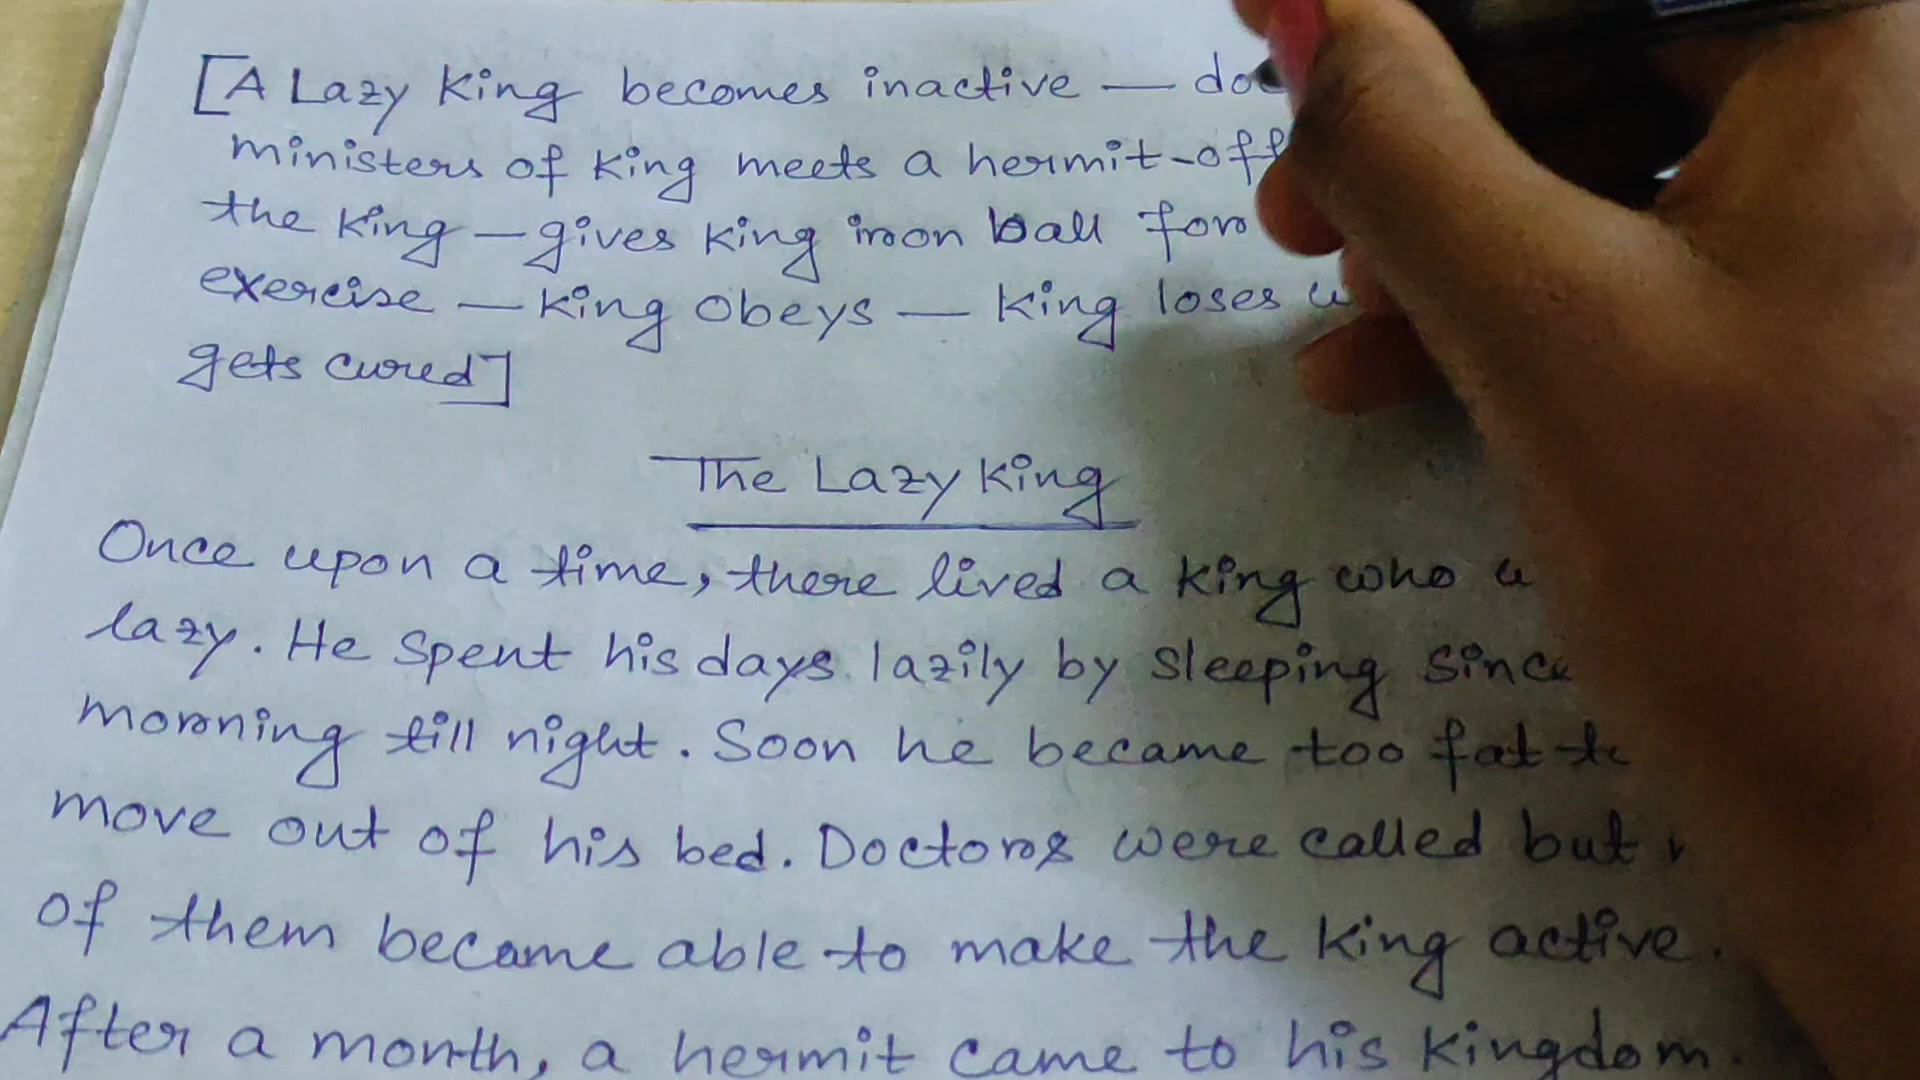 [A Lazy King becomes inactive —
ministers of king meets a hermit -
the king — gives king iron ball for
exercise — king obeys — king loses
gets cured]
The Lazy King
Once upon a time, there lived a king who
lazy. He spent his days lazily by sleeping since
morning till night. Soon he became too fat
move out of his bed. Doctors were called but
of them became able to make the king active.
After a month, a hermit came to his kingdom.